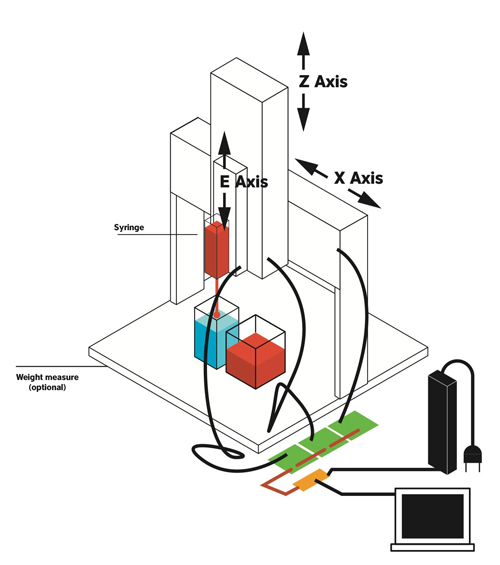 Z Axis
X Axis
E Axis
Syringe
Weight measure
(optional)